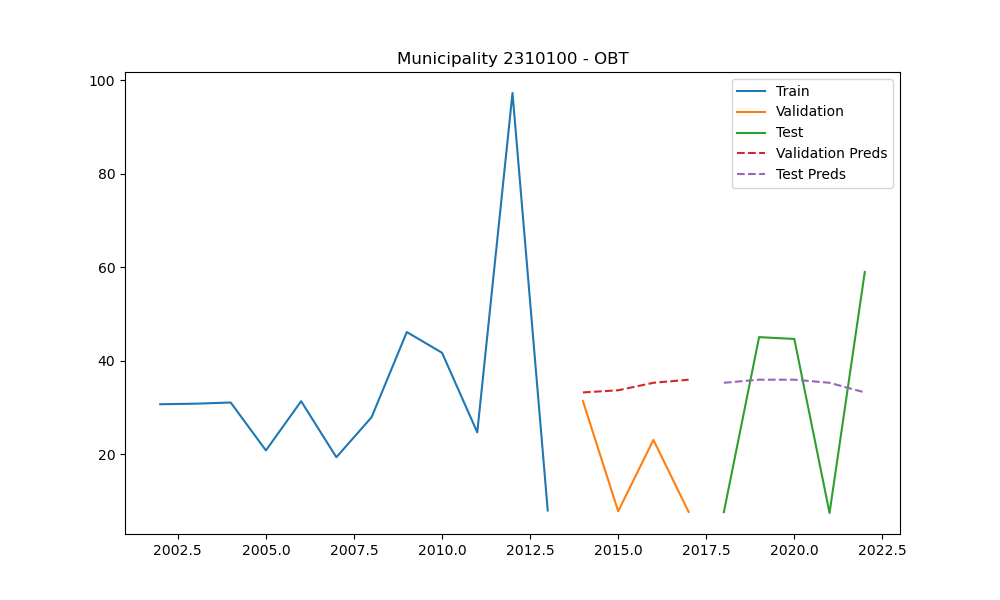 Municipality 2310100 - OBT
100
80
60
40
20
Train
Validation
Test
Validation Preds
Test Preds
2002.5 2005.0 2007.5 2010.0 2012.5 2015.0 2017.5 2020.0 2022.5